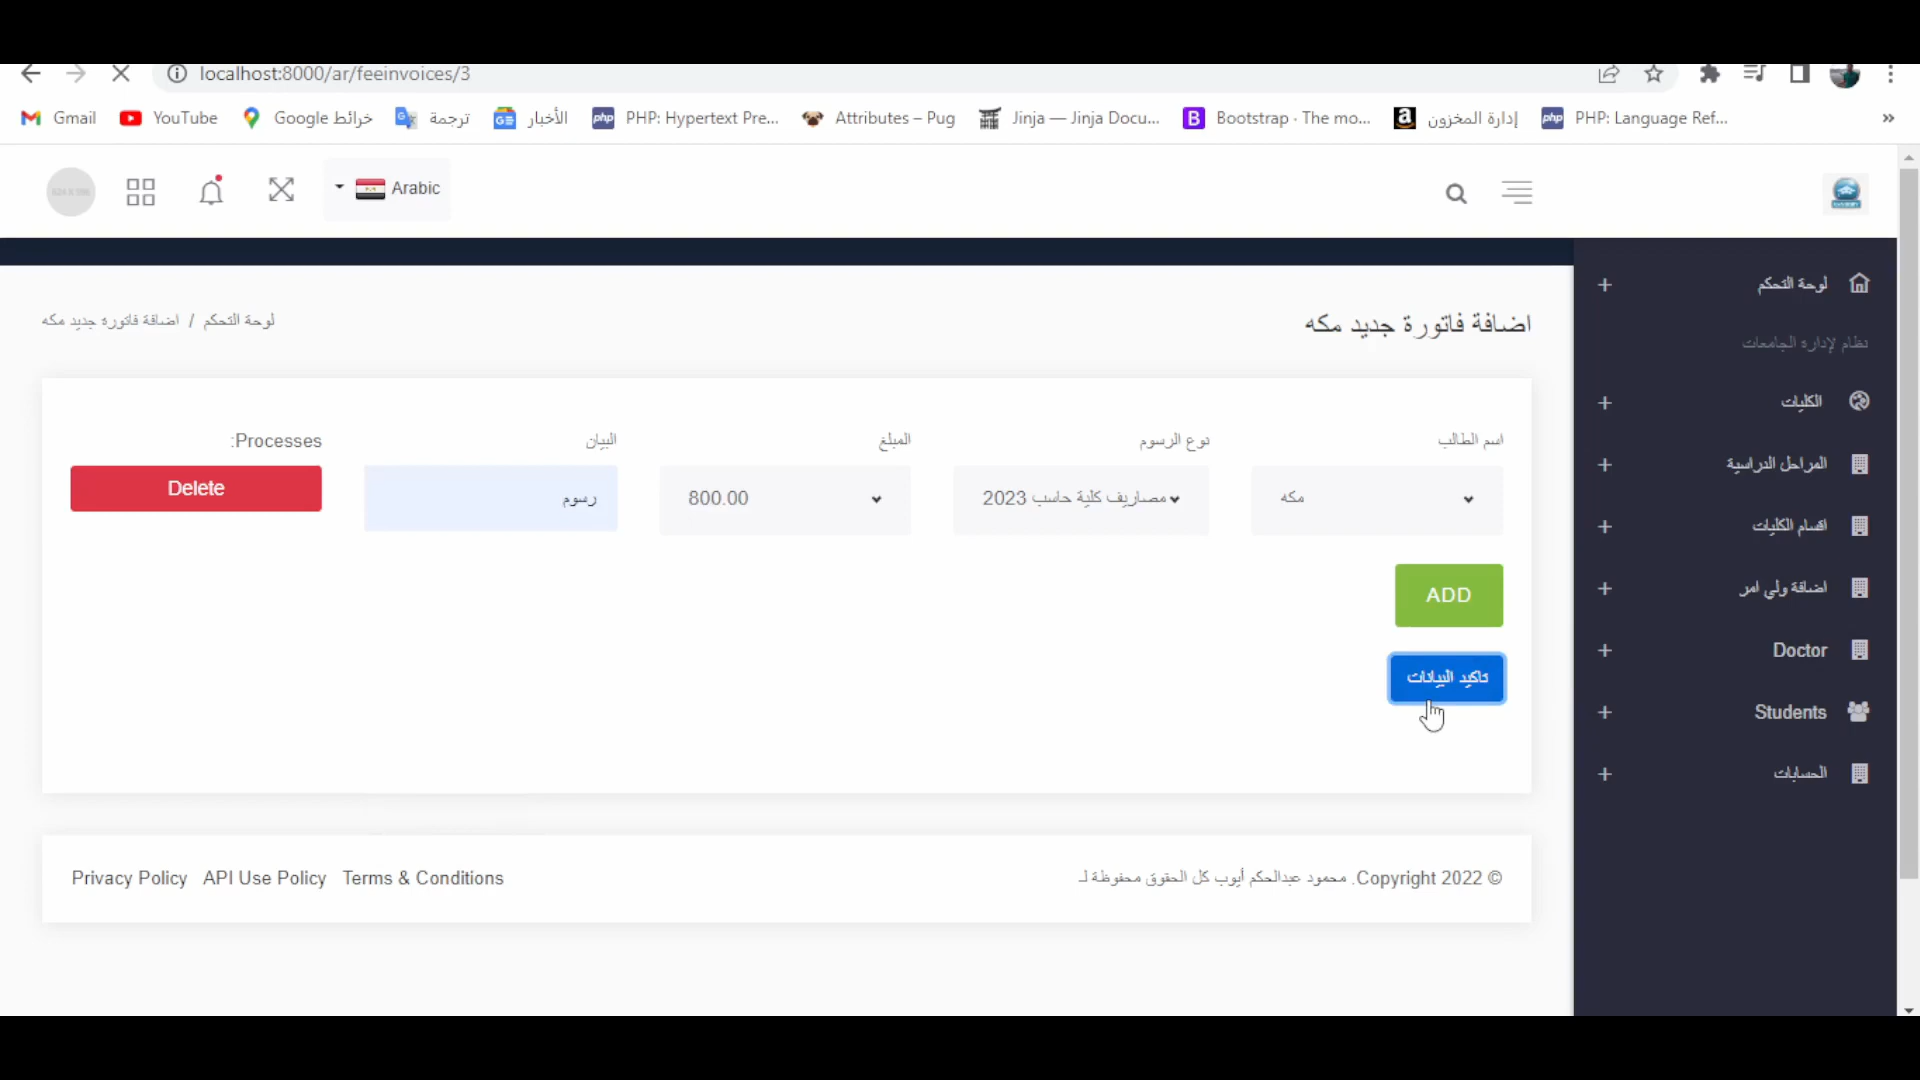 localhost:8000/ar/feeinvoices/3
Gmail YouTube خرائط Google ترجمة الأخبار PHP: Hypertext Pre... Attributes – Pug Jinja — Jinja Docu... Bootstrap · The mo... إدارة المخزون PHP: Language Ref... »
Arabic
لوحة التحكم
نظام لإدارة الجامعات
الكليات
المراحل الدراسية
اقسام الكليات
اضافة ولي امر
Doctor
Students
الحسابات
اضافة فاتورة جديد مكه
لوحة التحكم / اضافة فاتورة جديد مكه
اسم الطالب نوع الرسوم المبلغ البيان Processes:
مكه مصاريف كلية حاسب 2023 800.00 رسوم Delete
ADD
تاكيد البيانات
© Copyright 2022. محمود عبدالحكم أيوب كل الحقوق محفوظة لـ
Privacy Policy API Use Policy Terms & Conditions